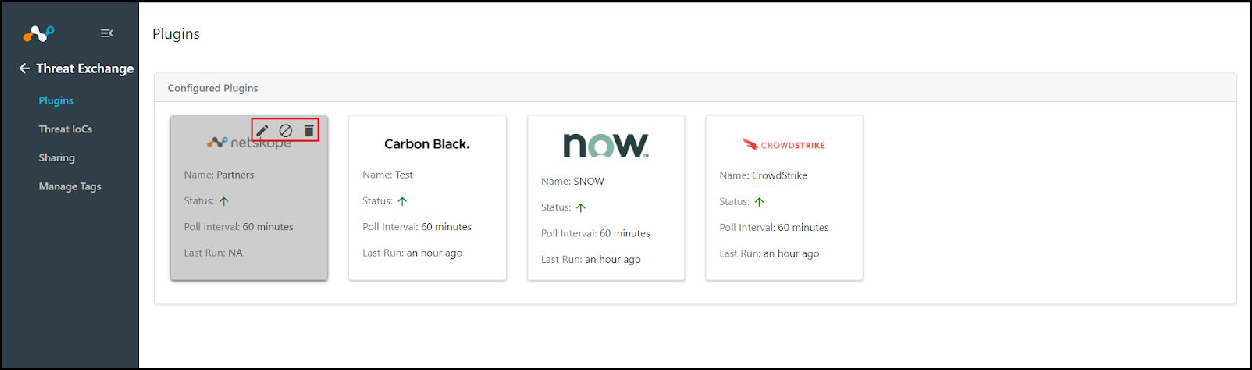 Plugins
Threat Exchange
Plugins
Threat IoCs
Sharing
Manage Tags
Configured Plugins
netskope
Name: Partners
Status:
Poll Interval: 60 minutes
Last Run: NA
Carbon Black.
Name: Test
Status:
Poll Interval: 60 minutes
Last Run: an hour ago
now™
Name: SNOW
Status:
Poll Interval: 60 minutes
Last Run: an hour ago
CROWDSTRIKE
Name: CrowdStrike
Status:
Poll Interval: 60 minutes
Last Run: an hour ago